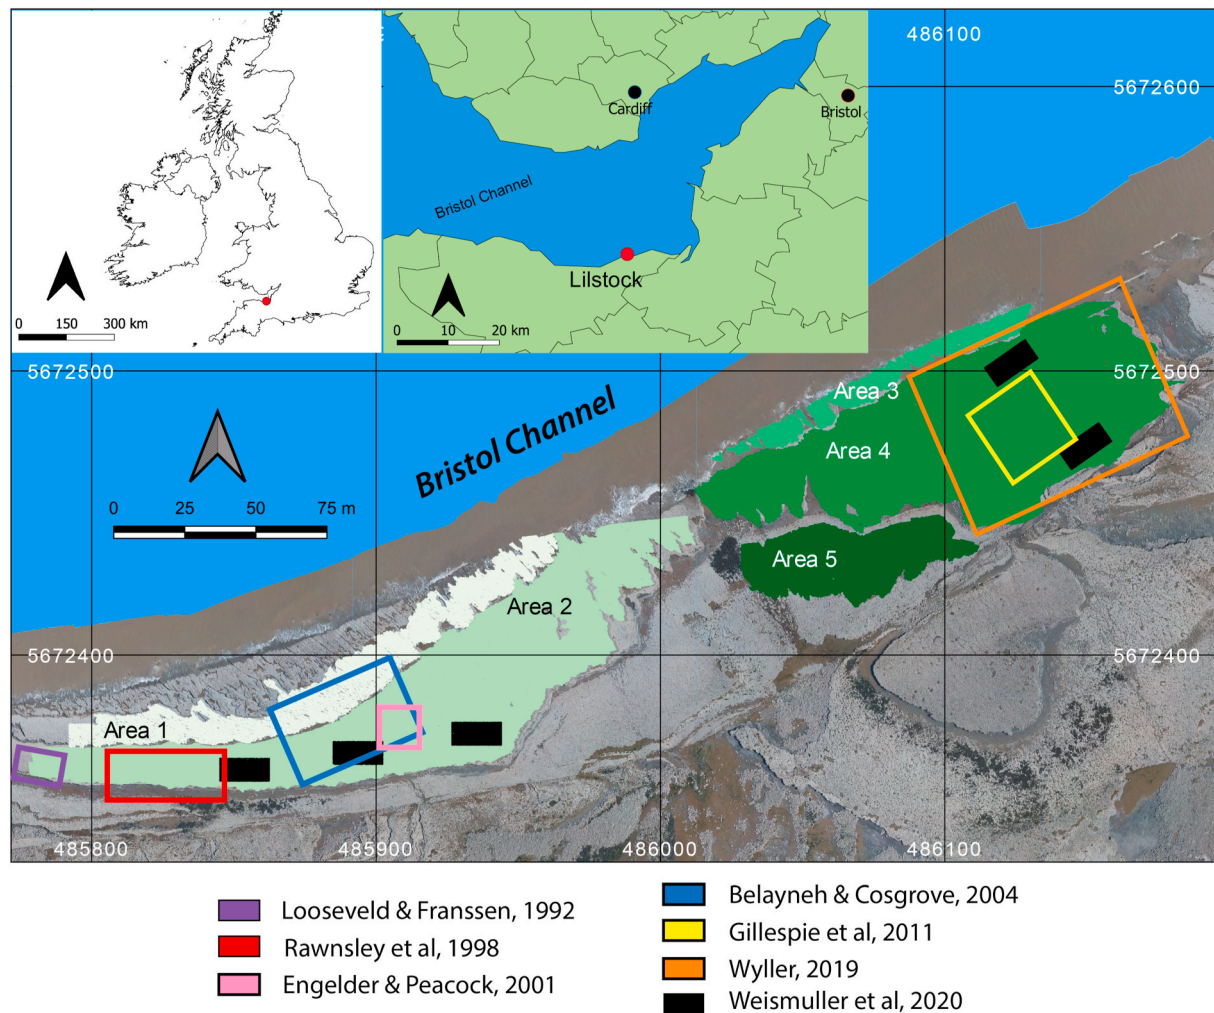 486100
5672600
Cardiff
Bristol
Bristol Channel
Lilstock
0 150 300 km
0 10 20 km
5672500
5672500
Bristol Channel
Area 3
Area 4
0 25 50 75 m
Area 5
Area 2
5672400
5672400
Area 1
485800
485900
486000
486100
Looseveld & Franssen, 1992
Rawnsley et al, 1998
Engelder & Peacock, 2001
Belayneh & Cosgrove, 2004
Gillespie et al, 2011
Wyller, 2019
Weismuller et al, 2020